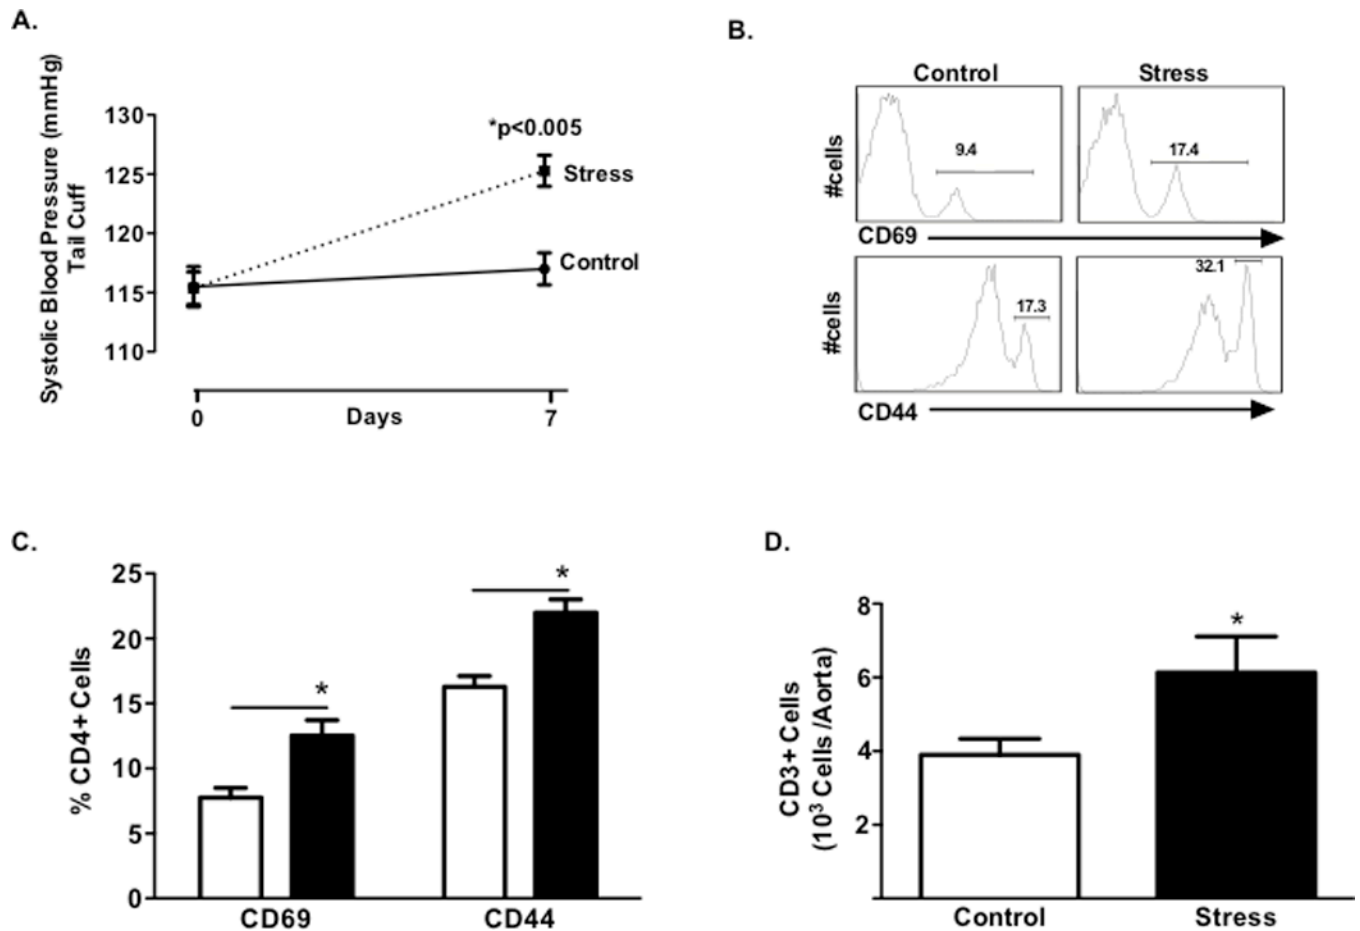 A.
Systolic Blood Pressure (mmHg)
Tail Cuff
130
125
120
115
110
*p<0.005
Stress
Control
0
Days
7
B.
Control
Stress
#cells
9.4
17.4
CD69
#cells
17.3
32.1
CD44
C.
% CD4+ Cells
25
20
15
10
5
0
*
*
CD69
CD44
D.
CD3+ Cells
(10³ Cells /Aorta)
8
6
4
2
*
Control
Stress